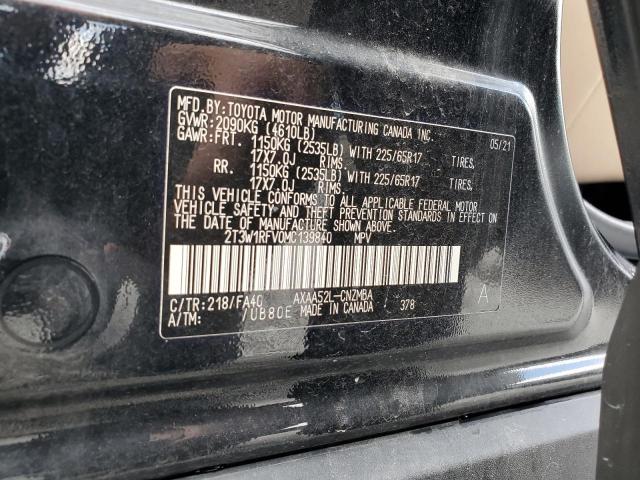 MFD.BY:TOYOTA MOTOR MANUFACTURING CANADA INC.
GVWR:2090KG (4610LB) 05/21
GAWR:FRT. 1150KG (2535LB) WITH 225/65R17 TIRES,
17X7.0J RIMS,
RR. 1150KG (2535LB) WITH 225/65R17 TIRES,
17X7.0J RIMS,
THIS VEHICLE CONFORMS TO ALL APPLICABLE FEDERAL MOTOR
VEHICLE SAFETY AND THEFT PREVENTION STANDARDS IN EFFECT ON
THE DATE OF MANUFACTURE SHOWN ABOVE.
2T3W1RFV0MC139840 MPV
C/TR:218/FA40 AXAA52L-CNZMBA A
A/TM: /UB80E MADE IN CANADA 378